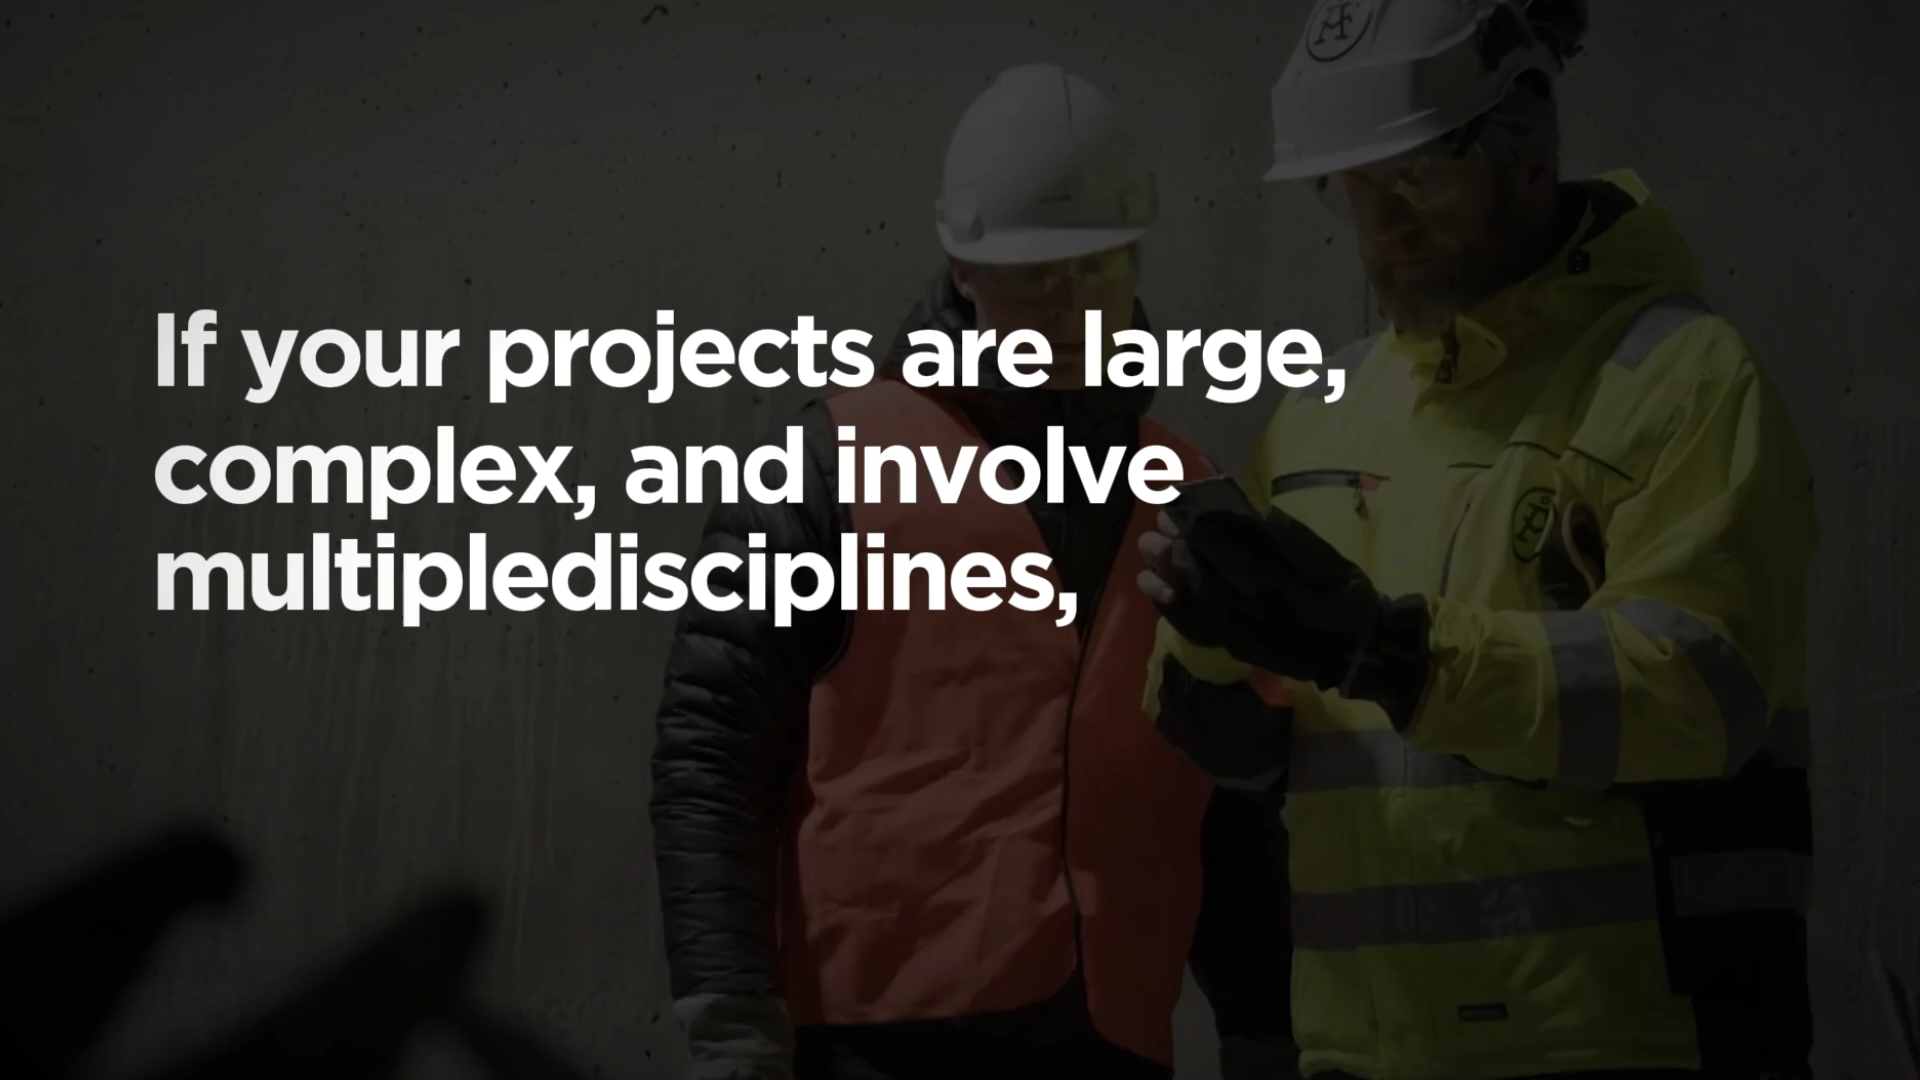 If your projects are large,
complex, and involve
multipledisciplines,